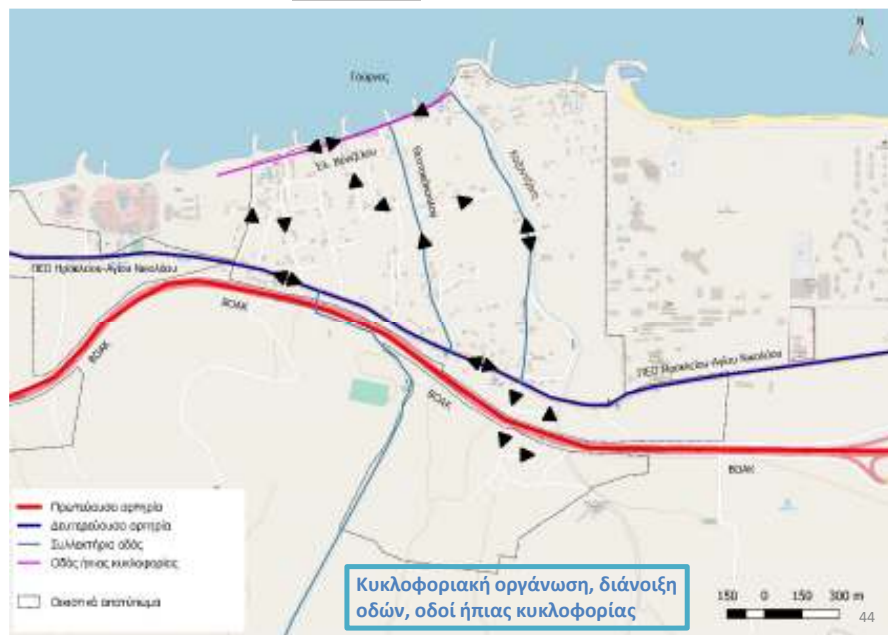 N
Γούρνες
Ελ. Βενιζέλου
ΠΕΟ Ηρακλείου-Αγίου Νικολάου
ΒΟΑΚ
ΒΟΑΚ
ΒΟΑΚ
ΠΕΟ Ηρακλείου-Αγίου Νικολάου
ΒΟΑΚ
Πρωτεύουσα αρτηρία
Δευτερεύουσα αρτηρία
Συλλεκτήρια οδός
Οδός ήπιας κυκλοφορίας
Οικιστικό αποτύπωμα
Κυκλοφοριακή οργάνωση, διάνοιξη
οδών, οδοί ήπιας κυκλοφορίας
150 0 150 300 m
44